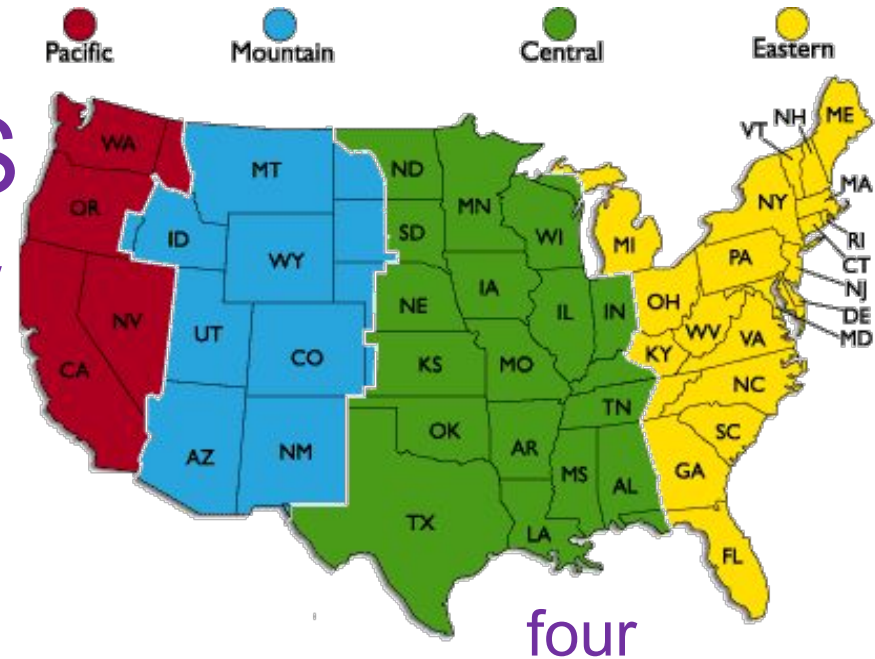 Pacific Mountain Central Eastern
S
WA MT ND MN ME
VT NH
OR ID WY SD WI MI NY MA
RI
CT
NJ
DE
MD
NV UT CO NE IA IL IN OH PA
CA KS MO KY WV VA
AZ NM OK AR TN NC
SC
TX LA MS AL GA
FL
four